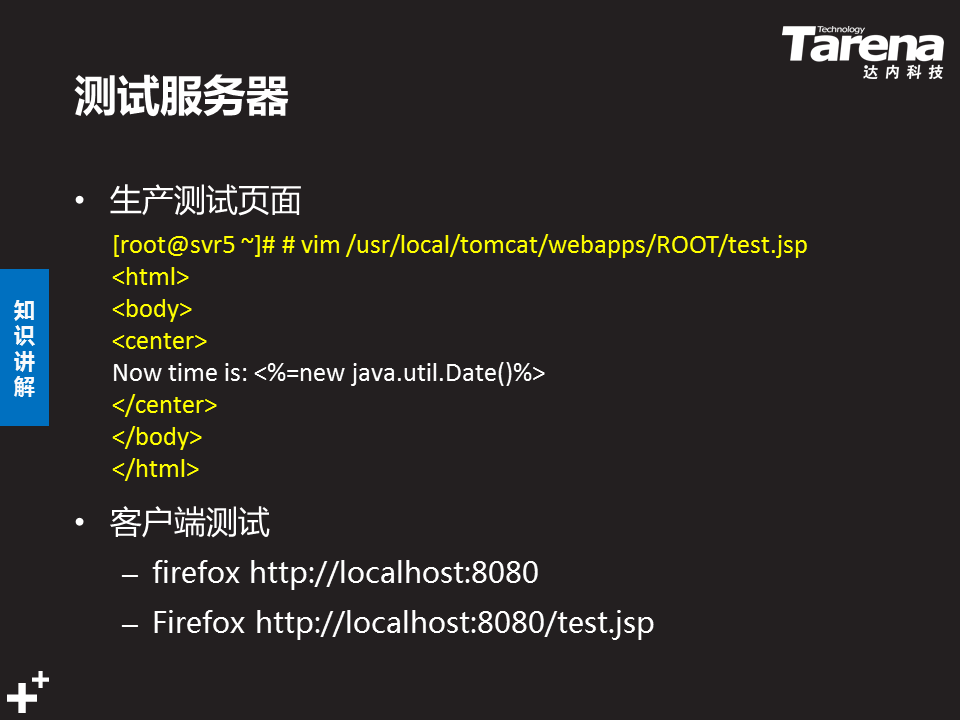 Technology
Tarena
达内科技
测试服务器
• 生产测试页面
[root@svr5 ~]# # vim /usr/local/tomcat/webapps/ROOT/test.jsp
<html>
<body>
<center>
Now time is: <%=new java.util.Date()%>
</center>
</body>
</html>
知识讲解
• 客户端测试
– firefox http://localhost:8080
– Firefox http://localhost:8080/test.jsp